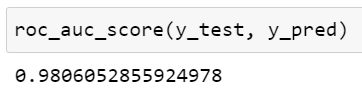 roc_auc_score(y_test, y_pred)
0.9806052855924978